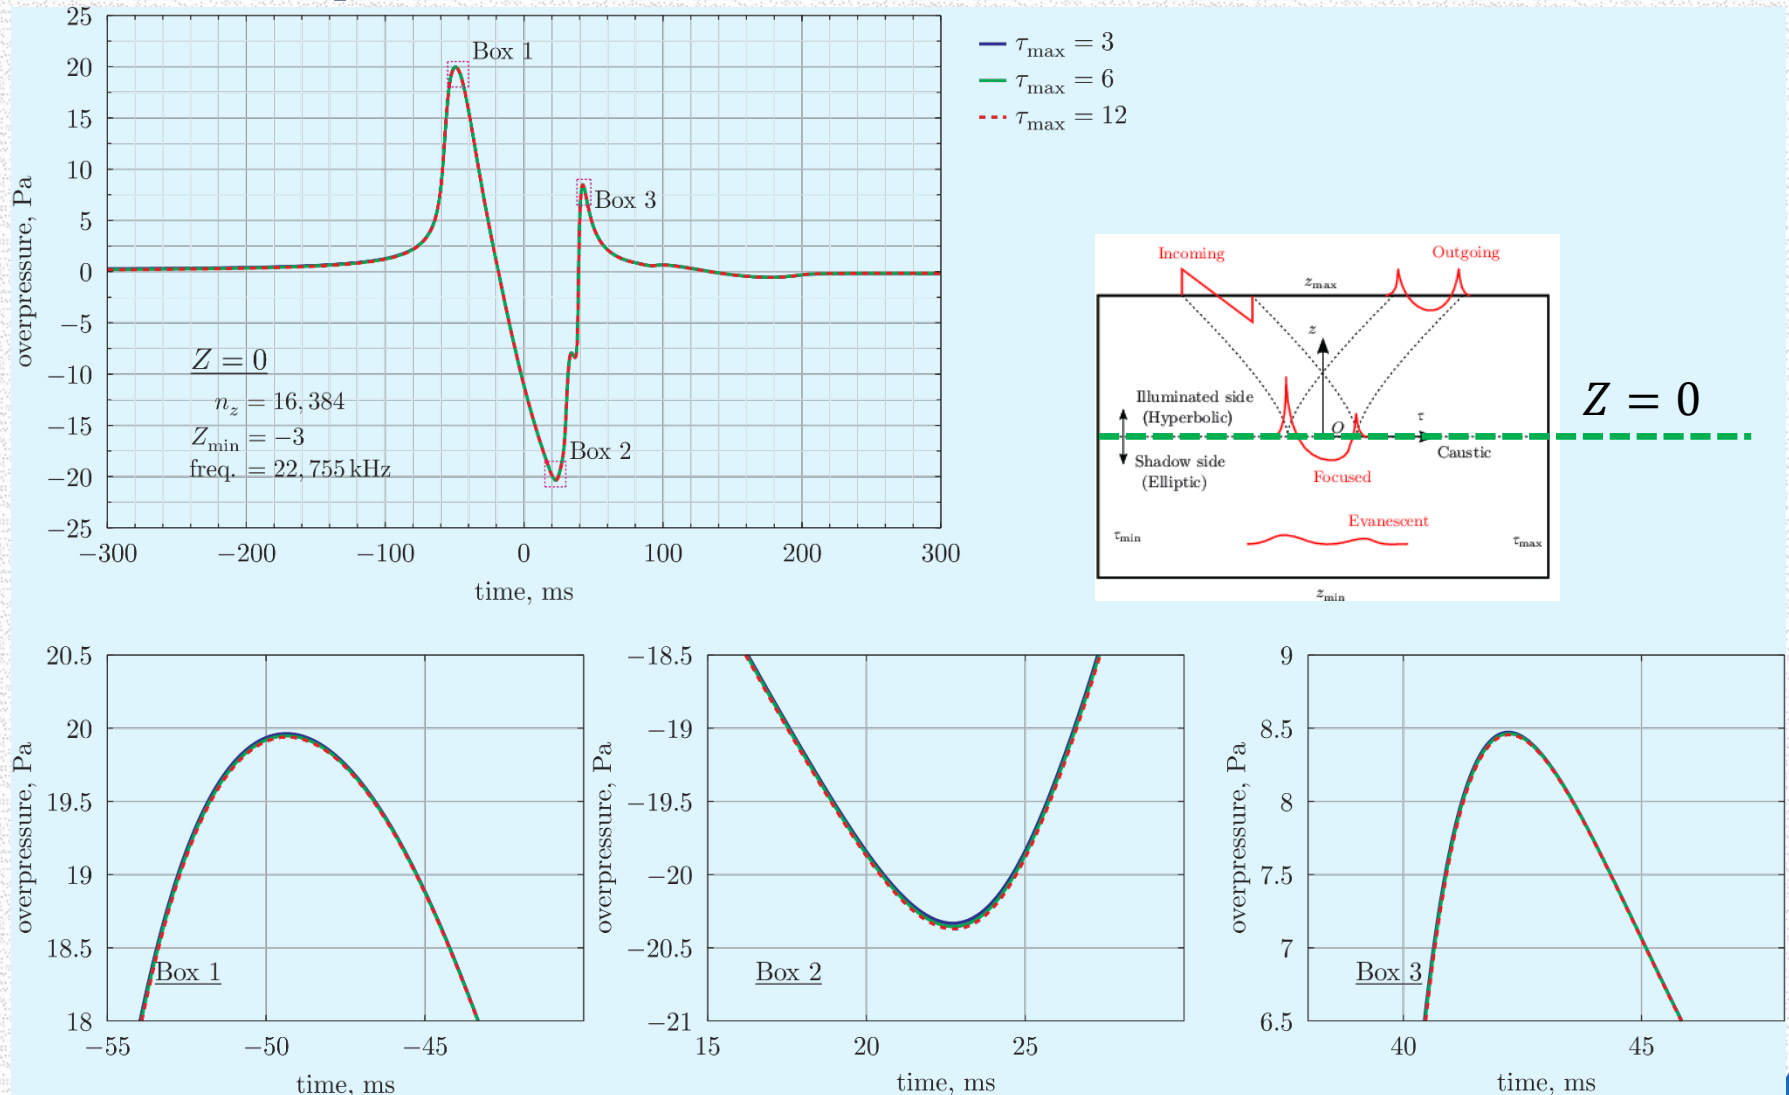 25
20
15
10
5
0
−5
−10
−15
−20
−25
overpressure, Pa
Box 1
Box 3
Box 2
Z = 0
n_z = 16,384
Z_min = −3
freq. = 22,755 kHz
−300 −200 −100 0 100 200 300
time, ms
τ_max = 3
τ_max = 6
τ_max = 12
Incoming
Outgoing
z_max
z
Illuminated side
(Hyperbolic)
O
τ
Caustic
Shadow side
(Elliptic)
Focused
Evanescent
τ_min
τ_max
z_min
Z = 0
20.5
20
19.5
19
18.5
18
overpressure, Pa
Box 1
−55 −50 −45
time, ms
−18.5
−19
−19.5
−20
−20.5
−21
overpressure, Pa
Box 2
15 20 25
time, ms
9
8.5
8
7.5
7
6.5
overpressure, Pa
Box 3
40 45
time, ms